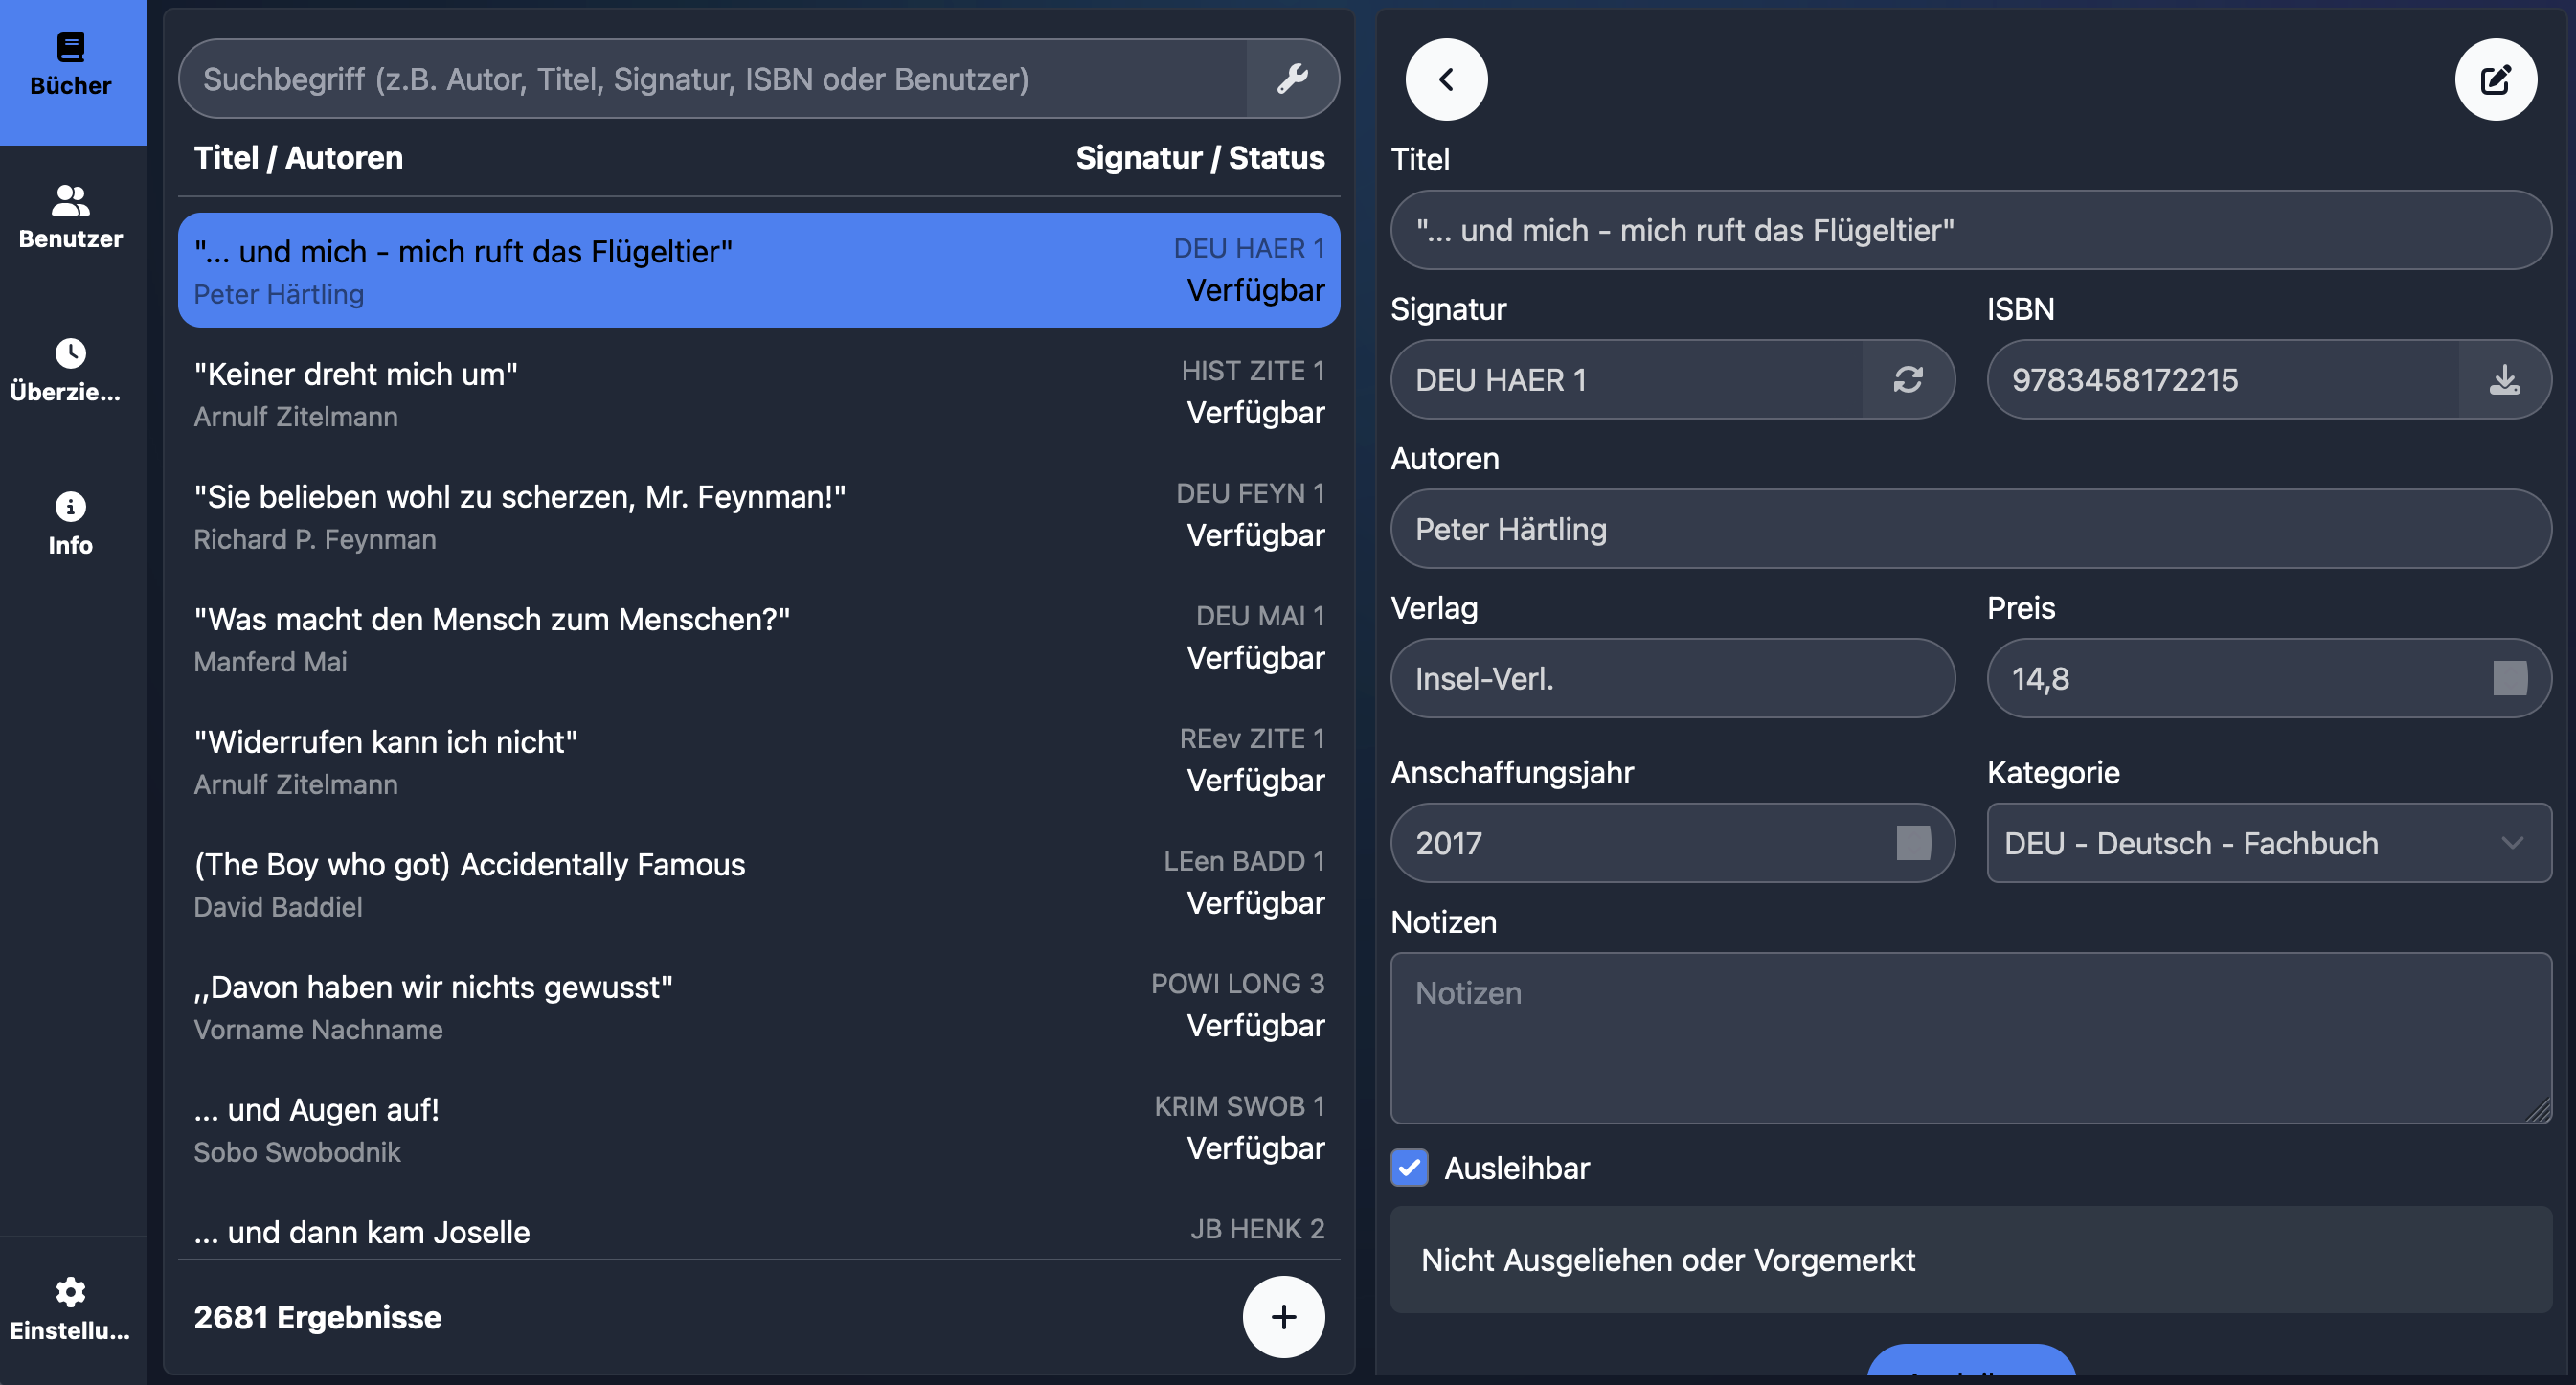 Bücher
Benutzer
Überzie...
Info
Einstellu...
Suchbegriff (z.B. Autor, Titel, Signatur, ISBN oder Benutzer)
Titel / Autoren Signatur / Status
"... und mich - mich ruft das Flügeltier" DEU HAER 1
Peter Härtling Verfügbar
"Keiner dreht mich um" HIST ZITE 1
Arnulf Zitelmann Verfügbar
"Sie belieben wohl zu scherzen, Mr. Feynman!" DEU FEYN 1
Richard P. Feynman Verfügbar
"Was macht den Mensch zum Menschen?" DEU MAI 1
Manferd Mai Verfügbar
"Widerrufen kann ich nicht" REev ZITE 1
Arnulf Zitelmann Verfügbar
(The Boy who got) Accidentally Famous LEen BADD 1
David Baddiel Verfügbar
,,Davon haben wir nichts gewusst" POWI LONG 3
Vorname Nachname Verfügbar
... und Augen auf! KRIM SWOB 1
Sobo Swobodnik Verfügbar
... und dann kam Joselle JB HENK 2
2681 Ergebnisse
Titel
"... und mich - mich ruft das Flügeltier"
Signatur ISBN
DEU HAER 1 9783458172215
Autoren
Peter Härtling
Verlag Preis
Insel-Verl. 14,8
Anschaffungsjahr Kategorie
2017 DEU - Deutsch - Fachbuch
Notizen
Notizen
Ausleihbar
Nicht Ausgeliehen oder Vorgemerkt